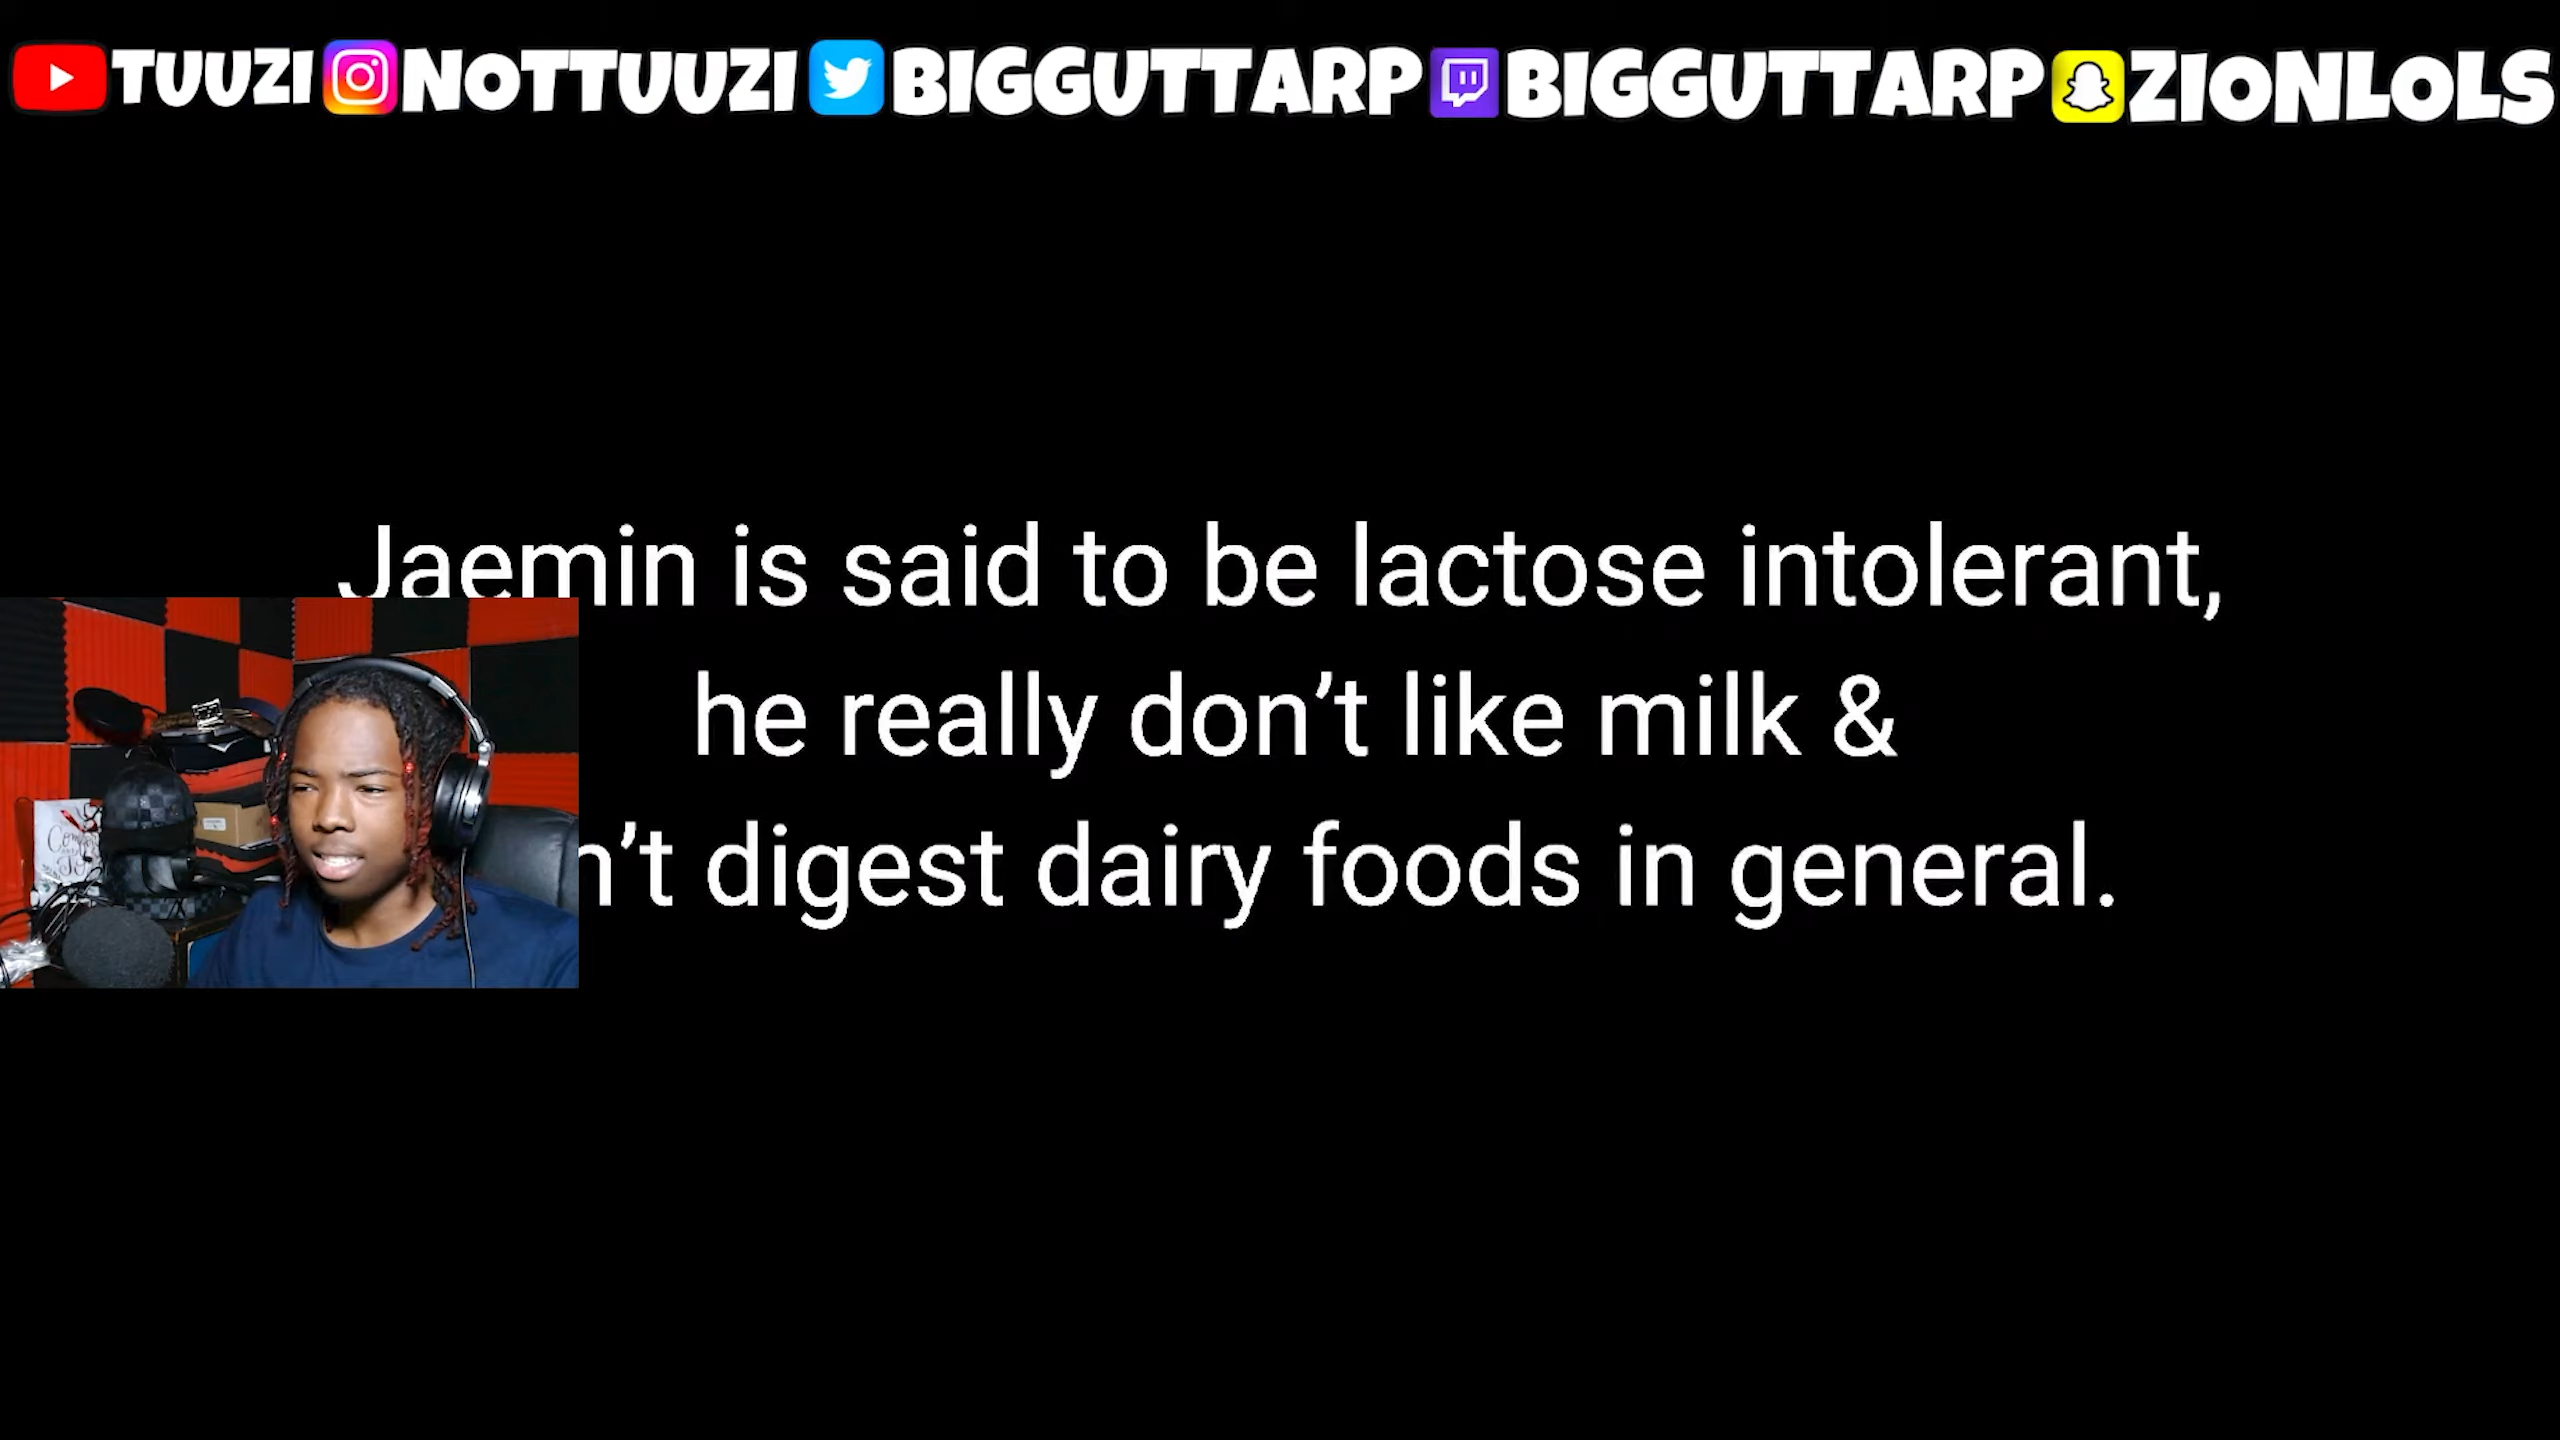 TUUZI NOTTUUZI BIGGUTTARP BIGGUTTARP ZIONLOLS
Jaemin is said to be lactose intolerant,
he really don’t like milk &
n’t digest dairy foods in general.